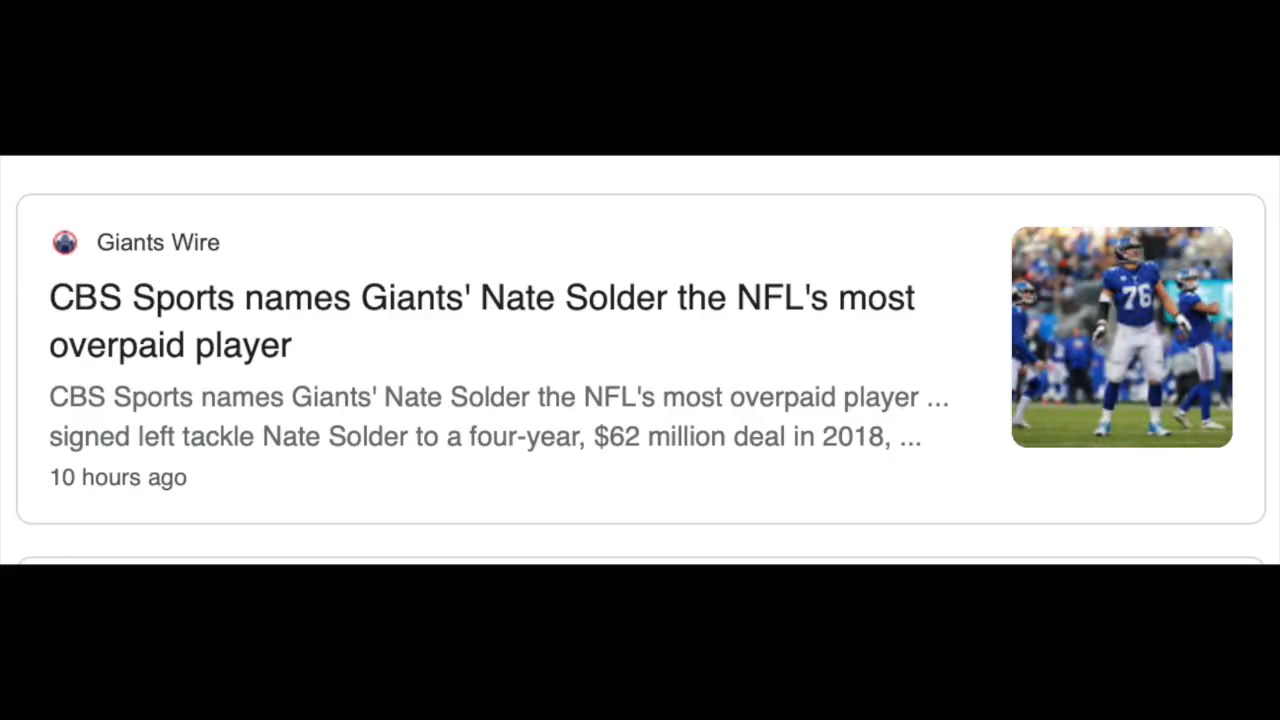 Giants Wire
CBS Sports names Giants' Nate Solder the NFL's most
overpaid player
CBS Sports names Giants' Nate Solder the NFL's most overpaid player ...
signed left tackle Nate Solder to a four-year, $62 million deal in 2018, ...
10 hours ago
76